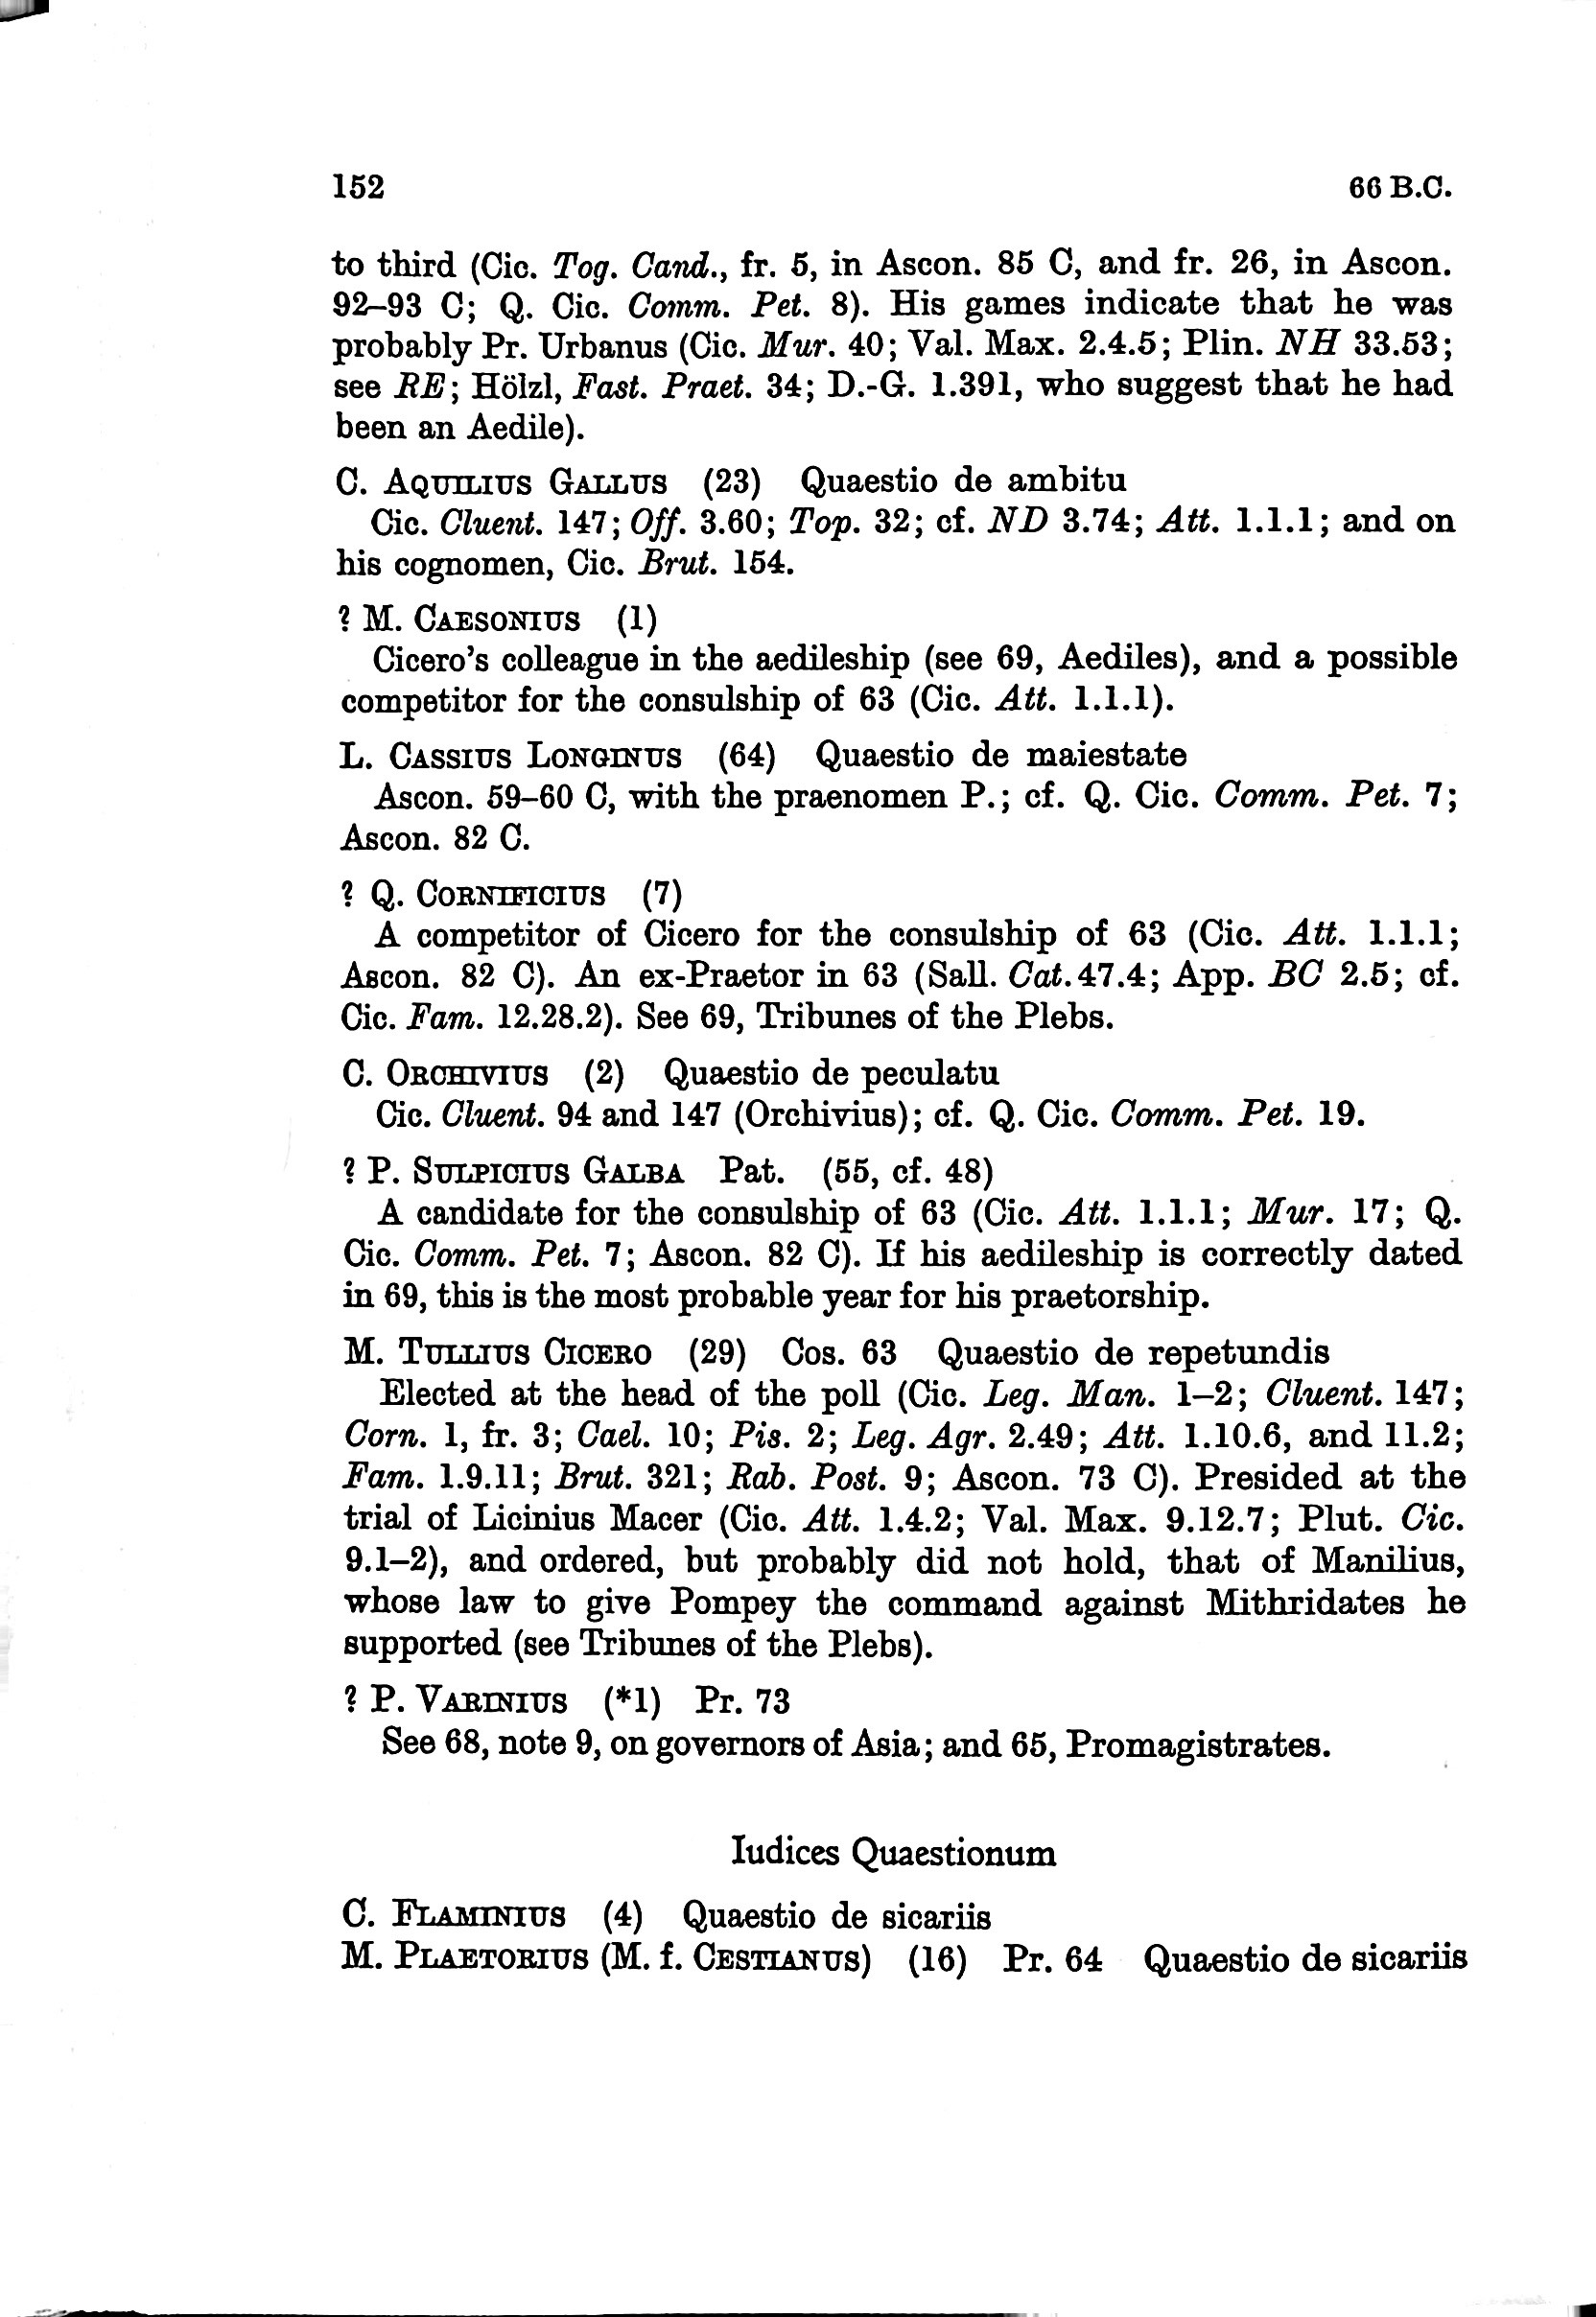 152 66 B.C.
to third (Cic. Tog. Cand., fr. 5, in Ascon. 85 C, and fr. 26, in Ascon.
92–93 C; Q. Cic. Comm. Pet. 8). His games indicate that he was
probably Pr. Urbanus (Cic. Mur. 40; Val. Max. 2.4.5; Plin. NH 33.53;
see RE; Hölzl, Fast. Praet. 34; D.-G. 1.391, who suggest that he had
been an Aedile).
C. AQUILIUS GALLUS (23) Quaestio de ambitu
Cic. Cluent. 147; Off. 3.60; Top. 32; cf. ND 3.74; Att. 1.1.1; and on
his cognomen, Cic. Brut. 154.
? M. CAESONIUS (1)
Cicero's colleague in the aedileship (see 69, Aediles), and a possible
competitor for the consulship of 63 (Cic. Att. 1.1.1).
L. CASSIUS LONGINUS (64) Quaestio de maiestate
Ascon. 59–60 C, with the praenomen P.; cf. Q. Cic. Comm. Pet. 7;
Ascon. 82 C.
? Q. CORNIFICIUS (7)
A competitor of Cicero for the consulship of 63 (Cic. Att. 1.1.1;
Ascon. 82 C). An ex-Praetor in 63 (Sall. Cat. 47.4; App. BC 2.5; cf.
Cic. Fam. 12.28.2). See 69, Tribunes of the Plebs.
C. ORCHIVIUS (2) Quaestio de peculatu
Cic. Cluent. 94 and 147 (Orchivius); cf. Q. Cic. Comm. Pet. 19.
? P. SULPICIUS GALBA Pat. (55, cf. 48)
A candidate for the consulship of 63 (Cic. Att. 1.1.1; Mur. 17; Q.
Cic. Comm. Pet. 7; Ascon. 82 C). If his aedileship is correctly dated
in 69, this is the most probable year for his praetorship.
M. TULLIUS CICERO (29) Cos. 63 Quaestio de repetundis
Elected at the head of the poll (Cic. Leg. Man. 1–2; Cluent. 147;
Corn. 1, fr. 3; Cael. 10; Pis. 2; Leg. Agr. 2.49; Att. 1.10.6, and 11.2;
Fam. 1.9.11; Brut. 321; Rab. Post. 9; Ascon. 73 C). Presided at the
trial of Licinius Macer (Cic. Att. 1.4.2; Val. Max. 9.12.7; Plut. Cic.
9.1–2), and ordered, but probably did not hold, that of Manilius,
whose law to give Pompey the command against Mithridates he
supported (see Tribunes of the Plebs).
? P. VARINIUS (*1) Pr. 73
See 68, note 9, on governors of Asia; and 65, Promagistrates.
Iudices Quaestionum
C. FLAMINIUS (4) Quaestio de sicariis
M. PLAETORIUS (M. f. CESTIANUS) (16) Pr. 64 Quaestio de sicariis